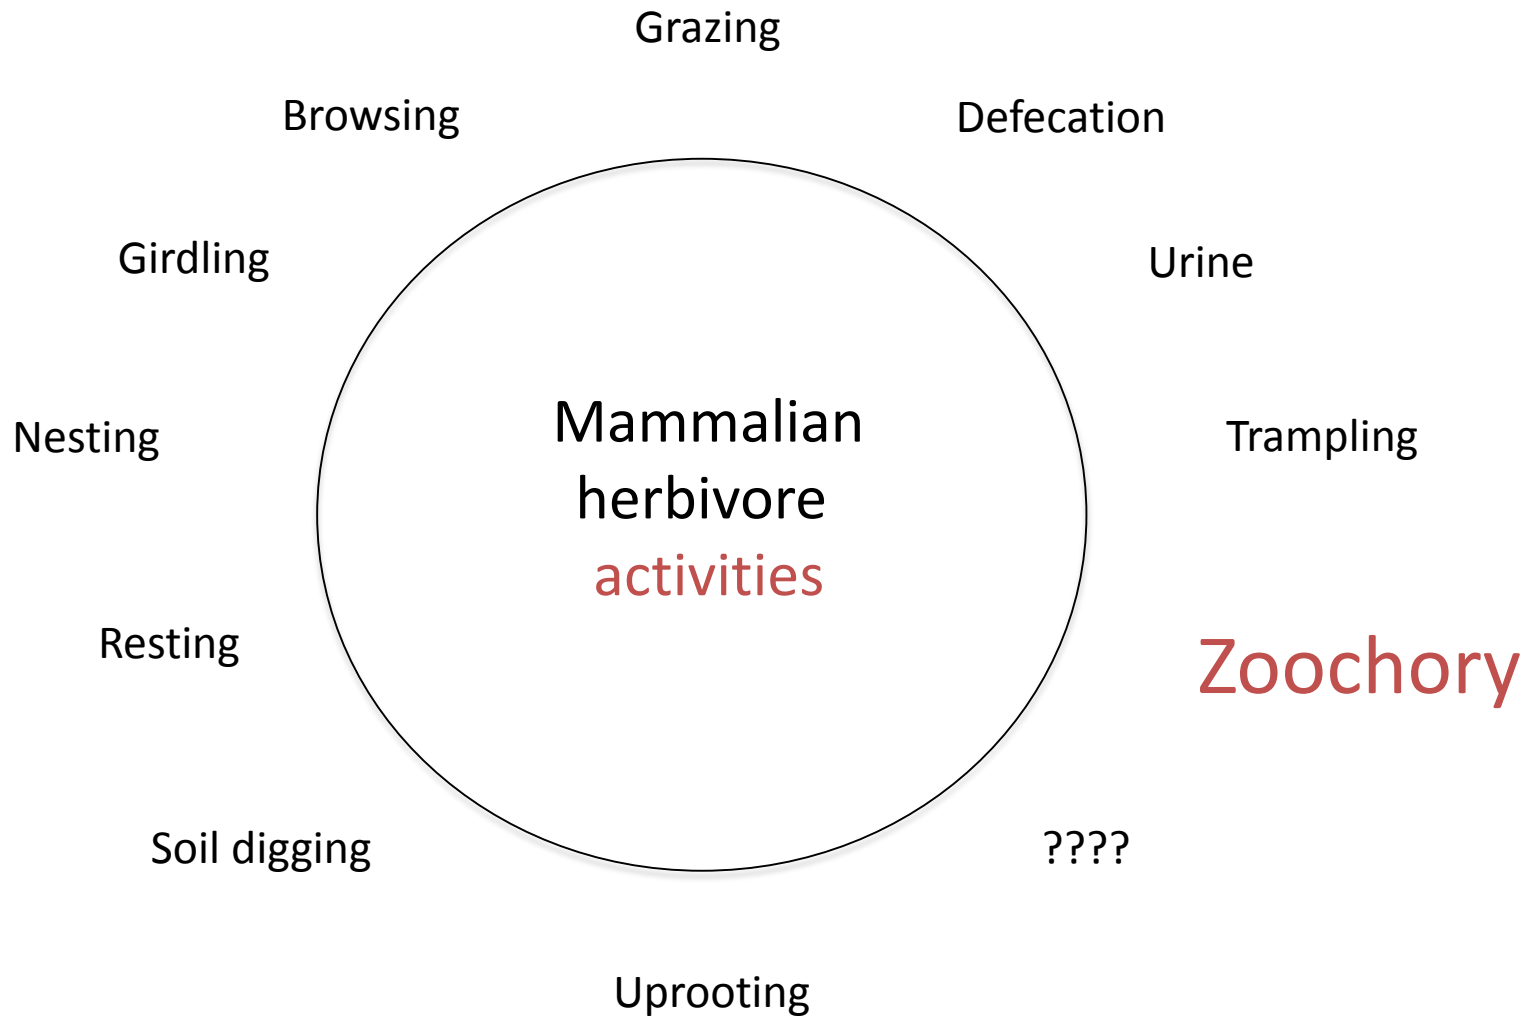 Grazing
Browsing
Defecation
Girdling
Urine
Nesting
Mammalian
herbivore
activities
Trampling
Resting
Zoochory
Soil digging
????
Uprooting